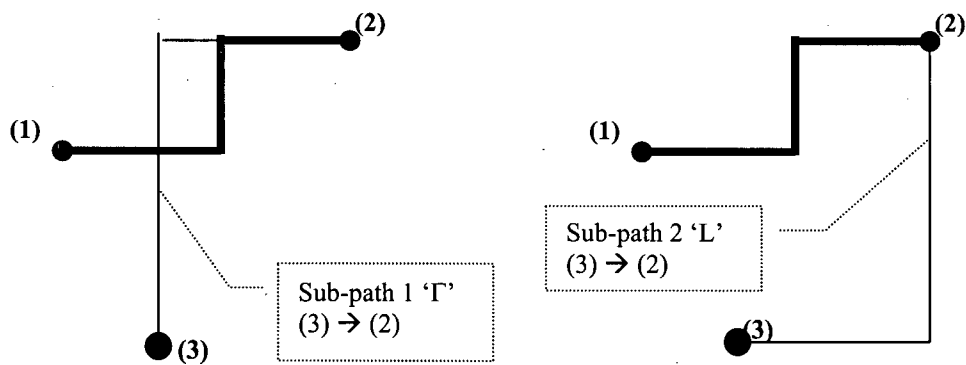 (2)
(1)
Sub-path 1 ‘Γ’
(3) → (2)
(3)
(2)
(1)
Sub-path 2 ‘L’
(3) → (2)
(3)